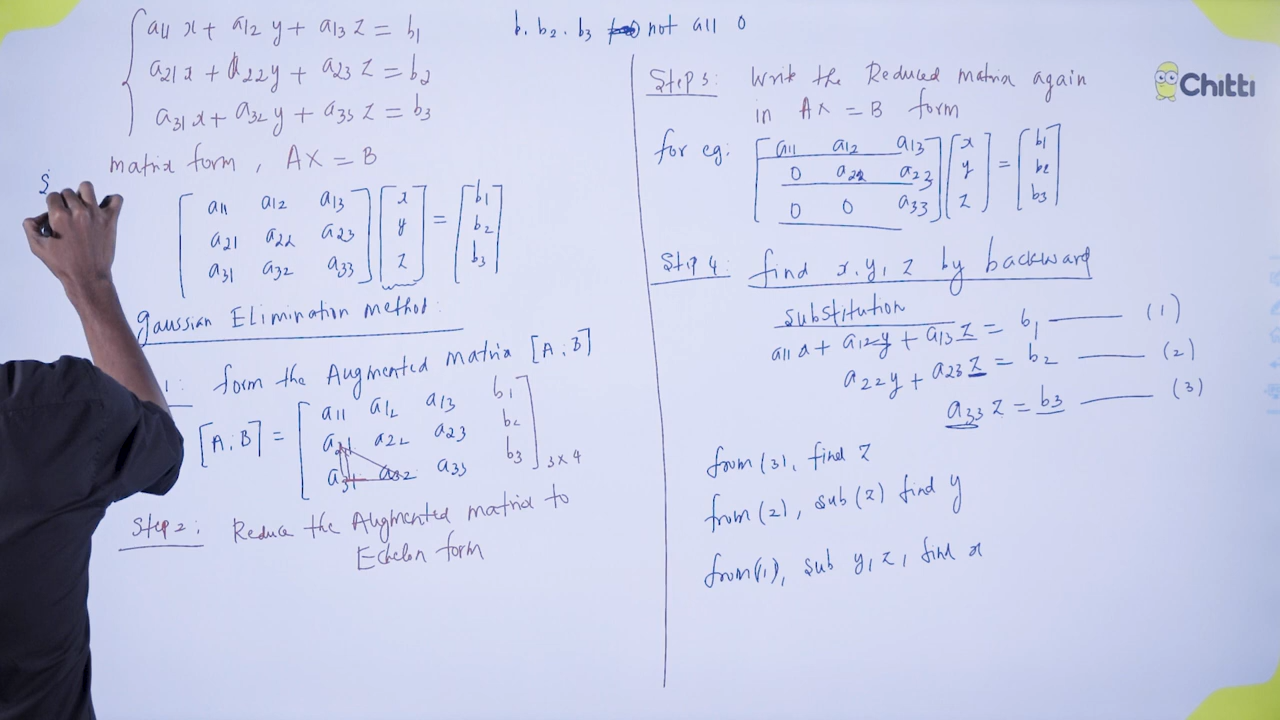 a11 x + a12 y + a13 z = b1
a21 x + a22 y + a23 z = b2
a31 x + a32 y + a33 z = b3
matrix form , AX = B
[ a11 a12 a13 ] [ x ] = [ b1 ]
[ a21 a22 a23 ] [ y ] = [ b2 ]
[ a31 a32 a33 ] [ z ] = [ b3 ]
gaussian Elimination method:
1: form the Augmented matrix [A:B]
[A:B] = [ a11 a12 a13 b1 ]
a21 a22 a23 b2
a31 a32 a33 b3 ] 3x4
Step 2: Reduce the Augmented matrix to
Echelon form
b1 b2 . b3 not all 0
Step 3: Write the Reduced matrix again
in AX = B form
for eg: [ a11 a12 a13 ] [ x ] = [ b1 ]
[ 0 a22 a23 ] [ y ] = [ b2 ]
[ 0 0 a33 ] [ z ] = [ b3 ]
Step 4: find x, y, z by backward
substitution
a11 x + a12 y + a13 z = b1 —— (1)
a22 y + a23 z = b2 —— (2)
a33 z = b3 —— (3)
from (3), find z
from (2), sub (z) find y
from (1), sub y, z, find x
Chitti